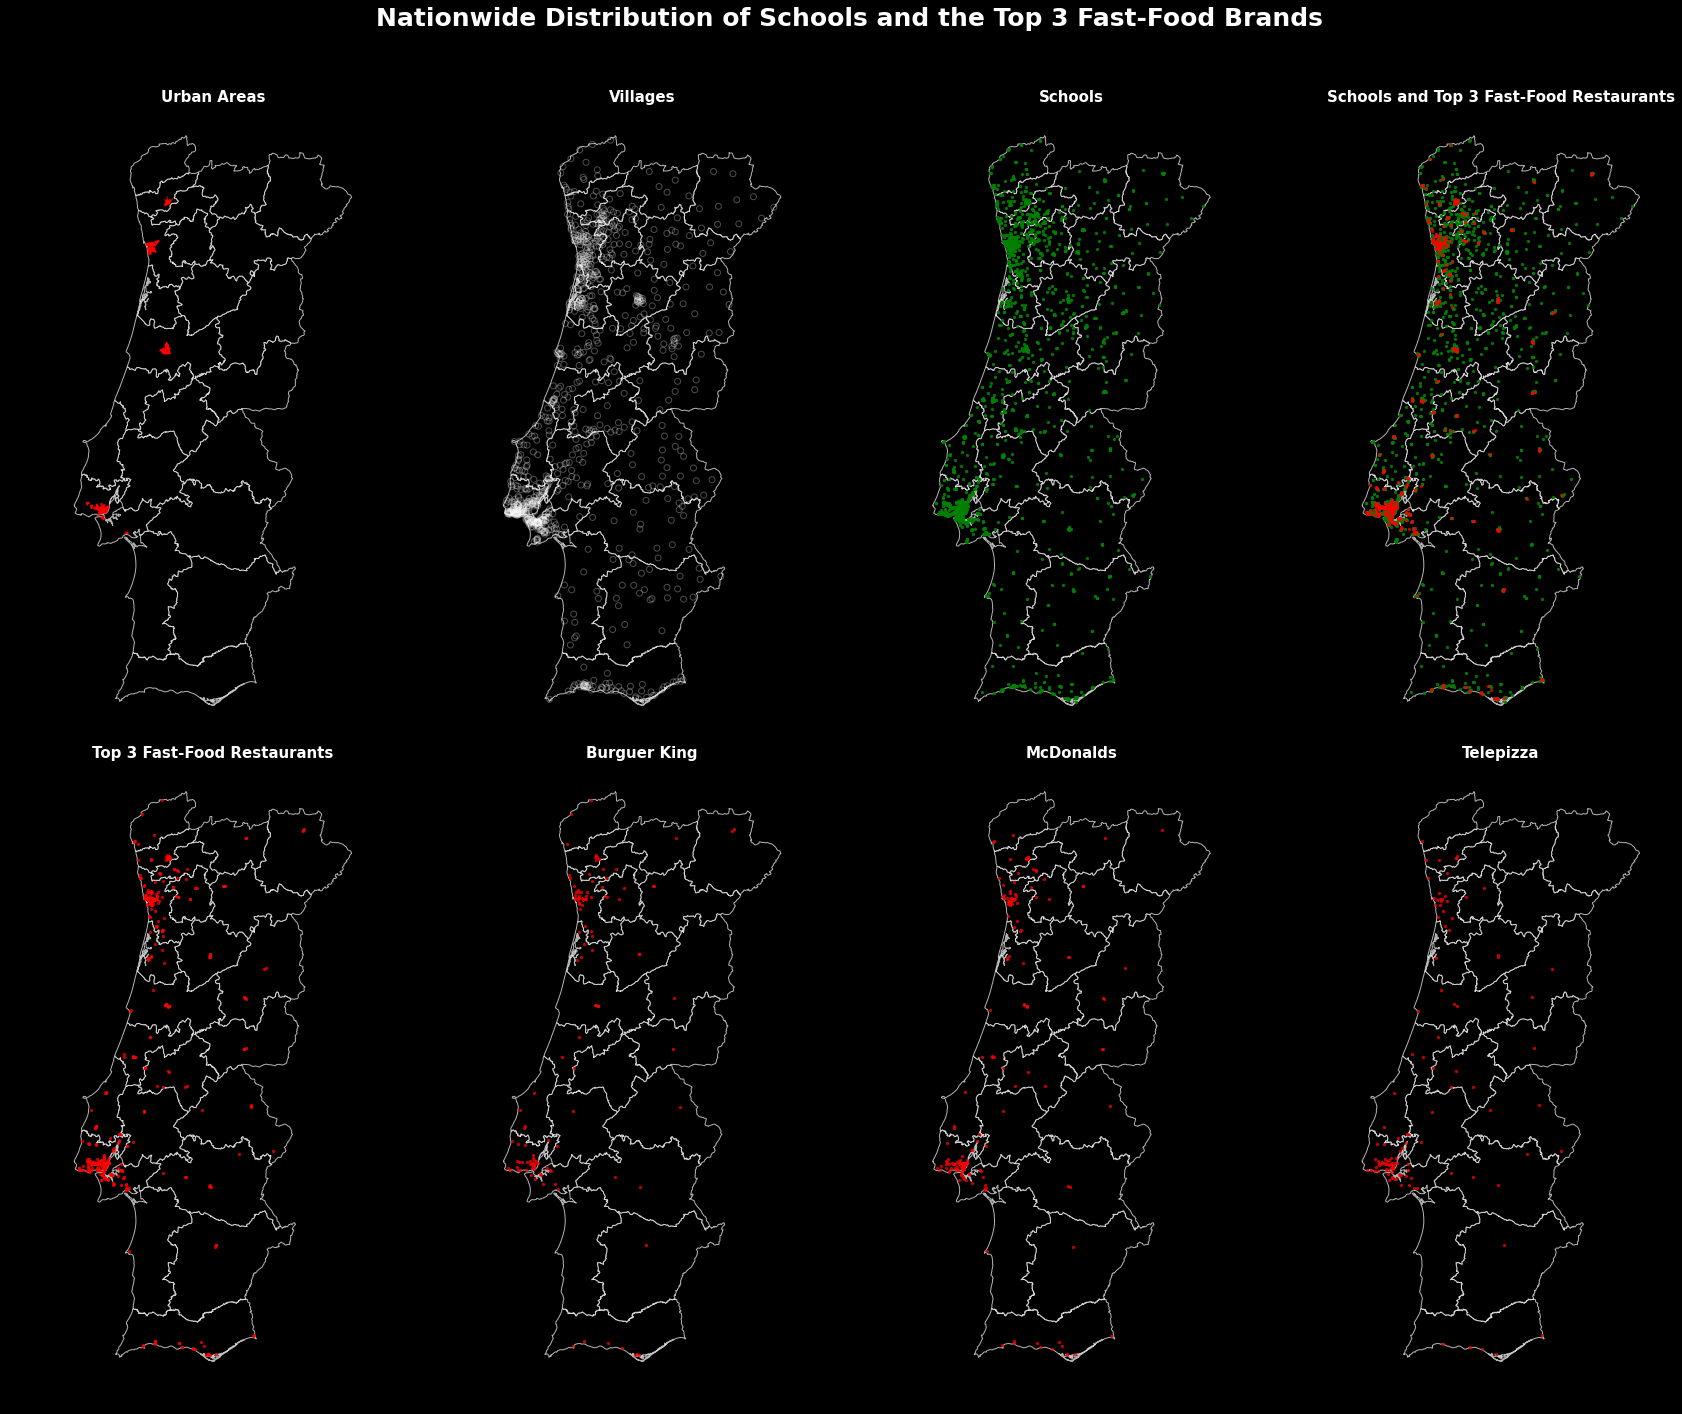 Nationwide Distribution of Schools and the Top 3 Fast-Food Brands
Urban Areas
Villages
Schools
Schools and Top 3 Fast-Food Restaurants
Top 3 Fast-Food Restaurants
Burguer King
McDonalds
Telepizza